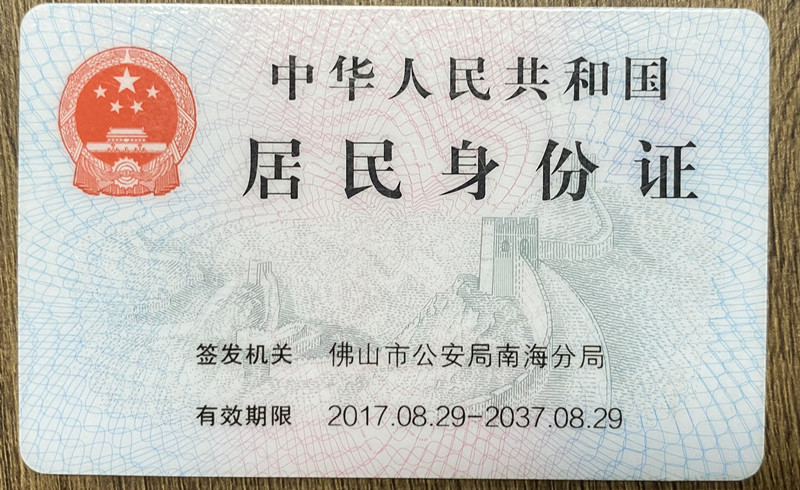 中华人民共和国
居民身份证
签发机关 佛山市公安局南海分局
有效期限 2017.08.29-2037.08.29